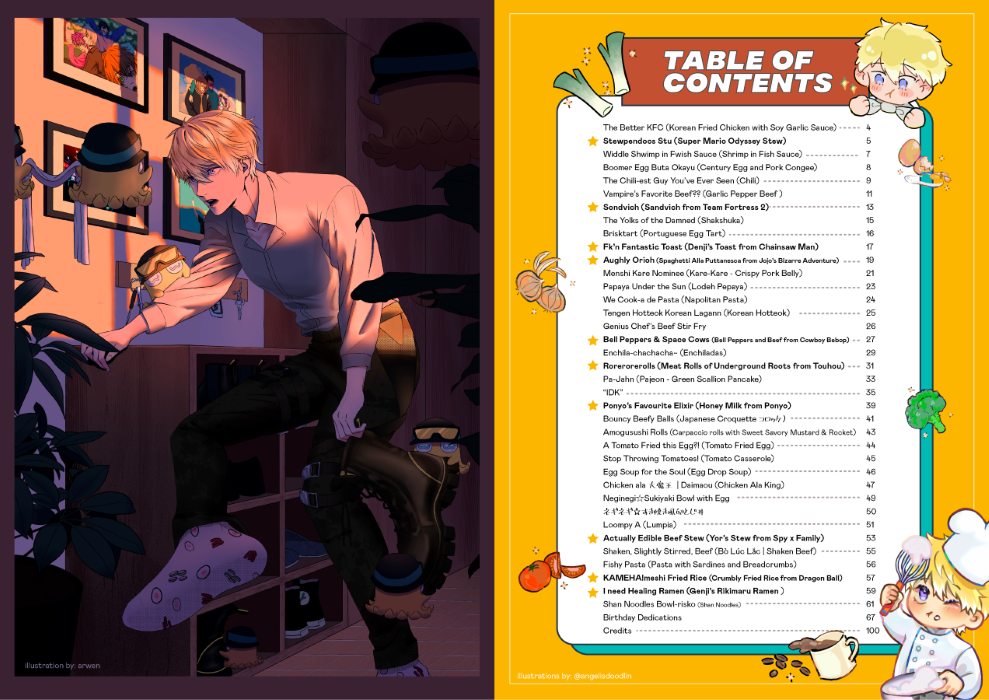 illustration by: arwen
TABLE OF
CONTENTS
The Better KFC (Korean Fried Chicken with Soy Garlic Sauce) ----- 4
Stewpendoos Stu (Super Mario Odyssey Stew) 5
Widdle Shwimp in Fwish Sauce (Shrimp in Fish Sauce) ------------ 7
Boomer Egg Buta Okayu (Century Egg and Pork Congee) 8
The Chili-est Guy You've Ever Seen (Chili) ---------------------- 9
Vampire's Favorite Beef?? (Garlic Pepper Beef ) 11
Sondvich (Sandvich from Team Fortress 2)-------------------- 13
The Yolks of the Damned (Shakshuka) 15
Brisktart (Portuguese Egg Tart) ----------------------------- 16
Fk'n Fantastic Toast (Denji's Toast from Chainsaw Man) 17
Aughly Orioh (Spaghetti Alla Puttanesca from Jojo's Bizarre Adventure) ---- 19
Menshi Kare Nominee (Kare-Kare - Crispy Pork Belly) 21
Papaya Under the Sun (Lodeh Pepaya) ------------------------ 23
We Cook-a de Pasta (Napolitan Pasta) 24
Tengen Hotteok Korean Lagann (Korean Hotteok) -------------- 25
Genius Chef's Beef Stir Fry 26
Bell Peppers & Space Cows (Bell Peppers and Beef from Cowboy Bebop) -- 27
Enchila-chachacha~ (Enchiladas) 29
Rorerorerolls (Meat Rolls of Underground Roots from Touhou) --- 31
Pa-Jahn (Pajeon - Green Scallion Pancake) 33
"IDK" ---------------------------------------------------- 35
Ponyo's Favourite Elixir (Honey Milk from Ponyo) 39
Bouncy Beefy Balls (Japanese Croquette コロッケ) ---------------- 41
Amogusushi Rolls (Carpaccio rolls with Sweet Savory Mustard & Rocket) 43
A Tomato Fried this Egg?! (Tomato Fried Egg) ------------------- 44
Stop Throwing Tomatoes! (Tomato Casserole) 45
Egg Soup for the Soul (Egg Drop Soup) ----------------------- 46
Chicken ala 大魔王 | Daimaou (Chicken Ala King) 47
Neginegi☆Sukiyaki Bowl with Egg --------------------------- 49
50
Loompy A (Lumpia) --------------------------------------- 51
Actually Edible Beef Stew (Yor's Stew from Spy x Family) 53
Shaken, Slightly Stirred, Beef (Bò Lúc Lắc | Shaken Beef) --------- 55
Fishy Pasta (Pasta with Sardines and Breadcrumbs) 56
KAMEHAImeshi Fried Rice (Crumbly Fried Rice from Dragon Ball) 57
I need Healing Ramen (Genji's Rikimaru Ramen ) 59
Shan Noodles Bowl-risko (Shan Noodles) -------------------------- 61
Birthday Dedications 67
Credits -------------------------------------------------- 100
illustrations by: @angelisdoodlin